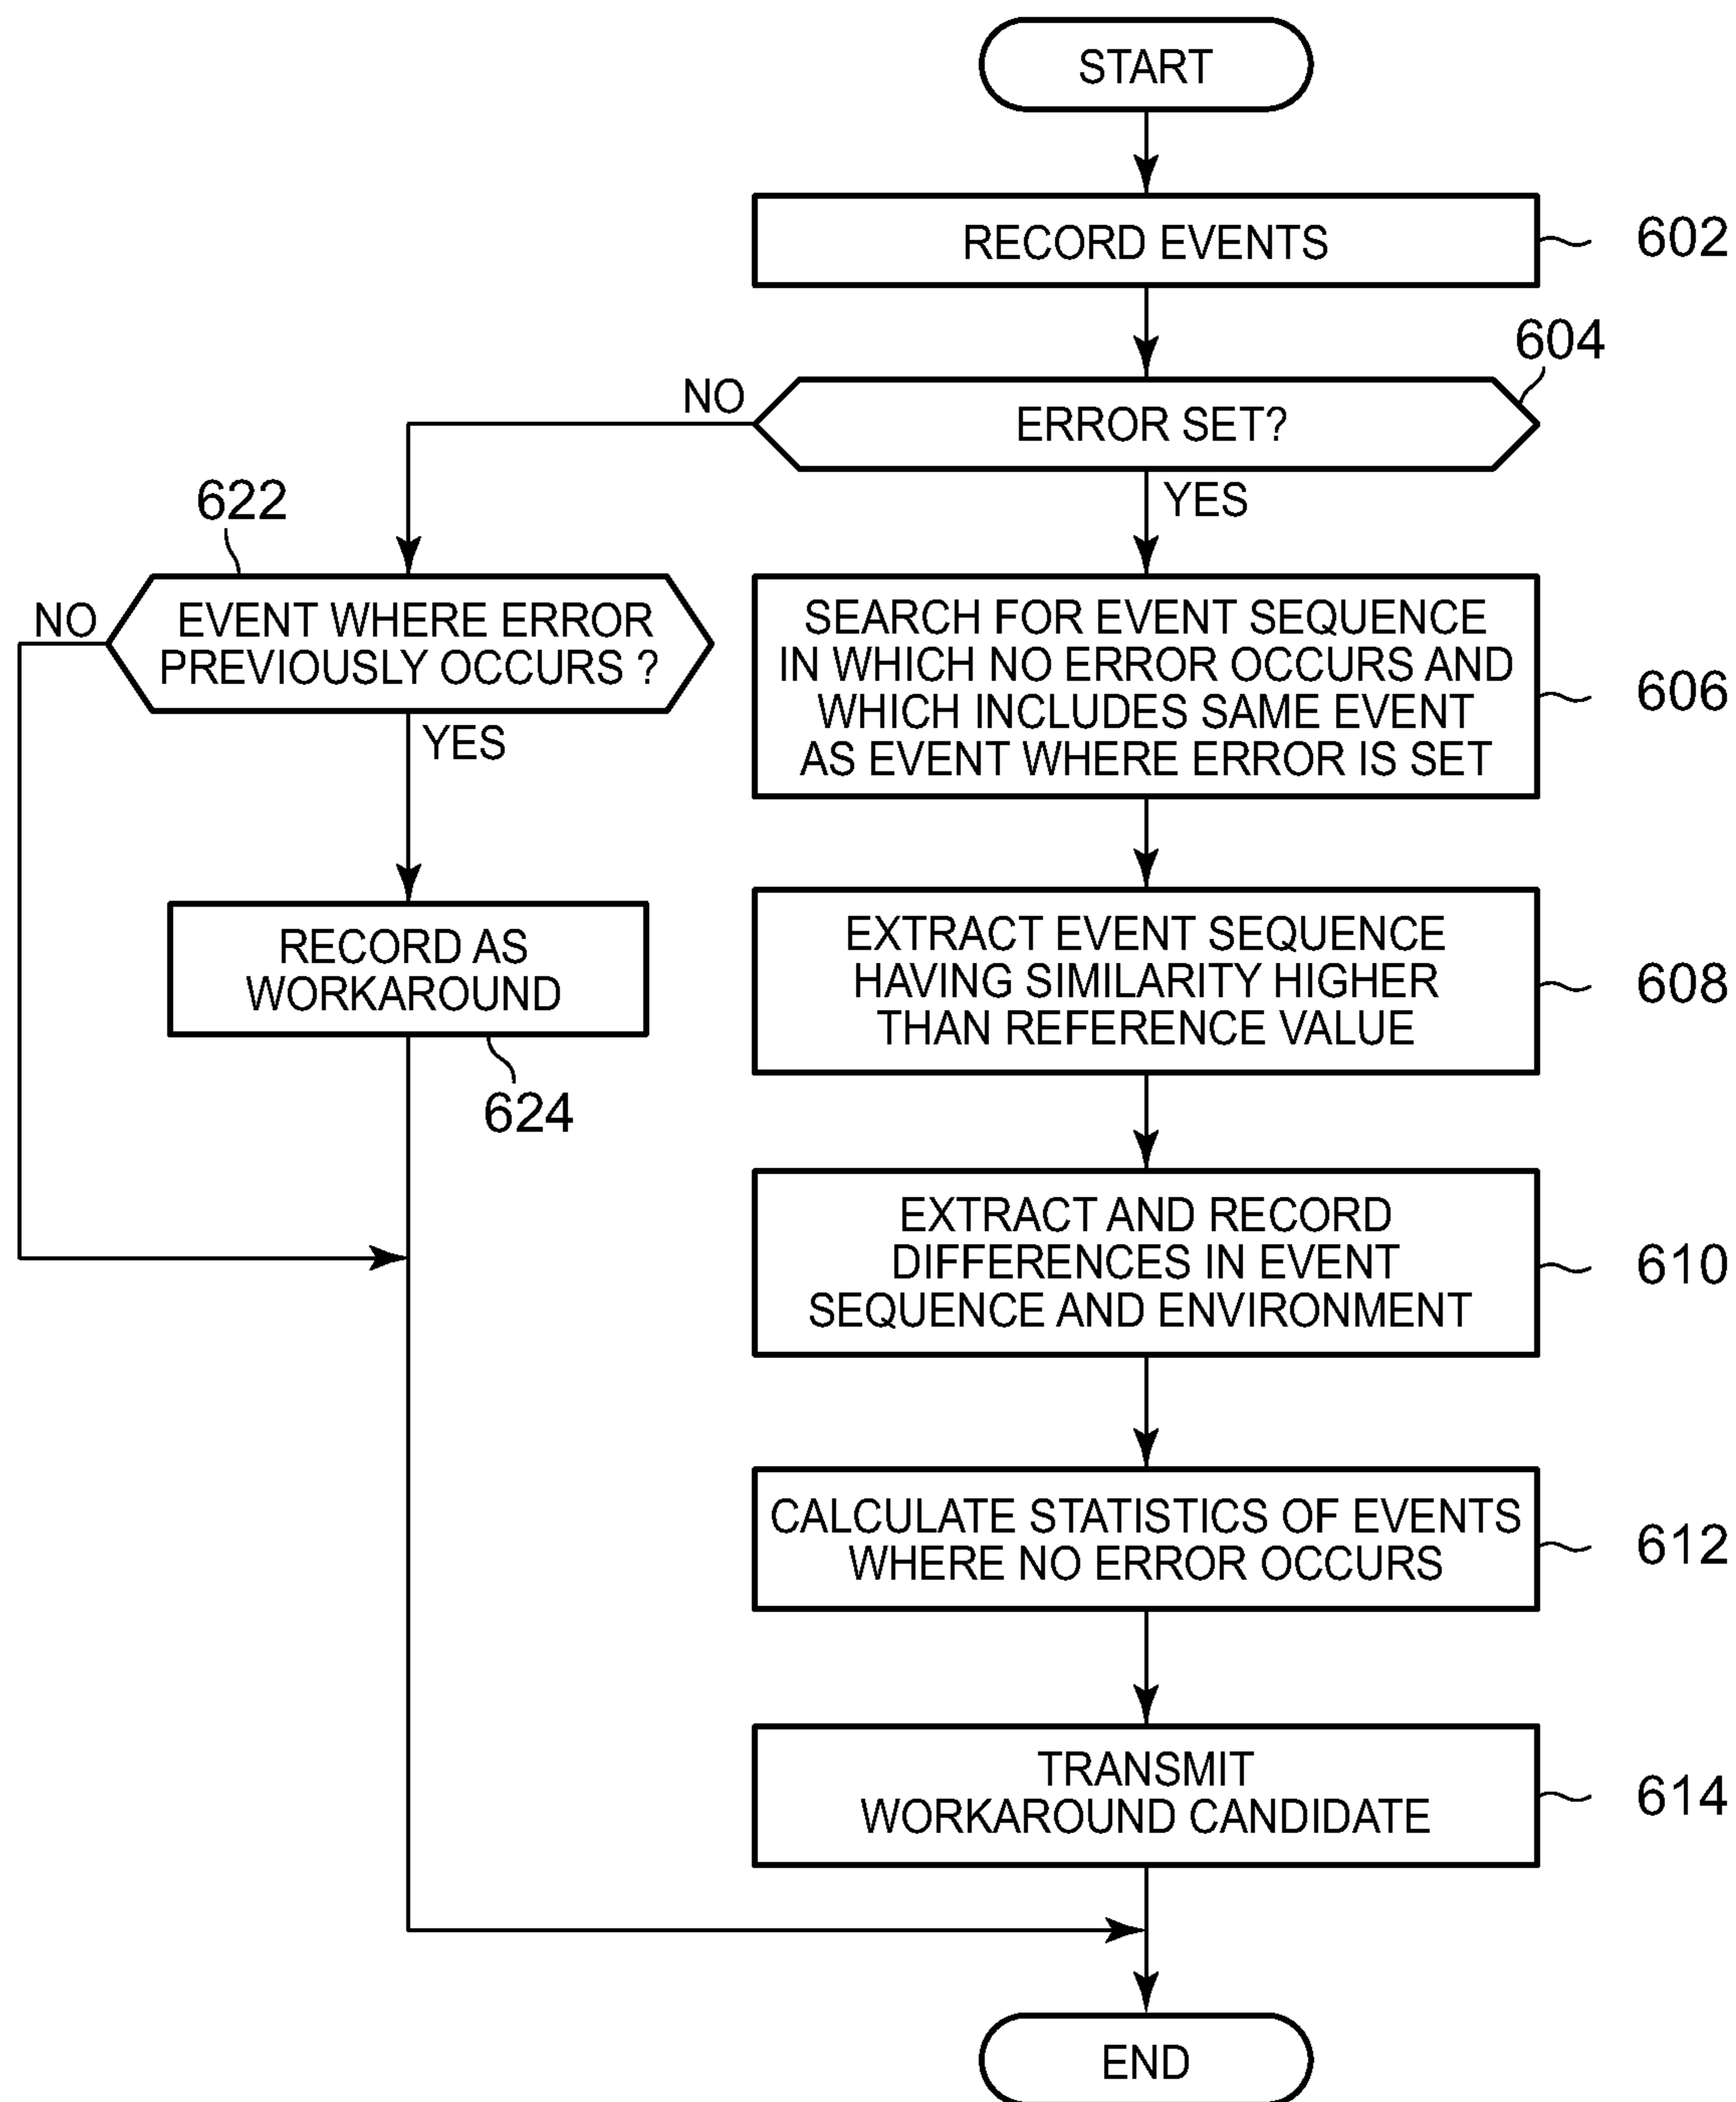 START
RECORD EVENTS
602
604
ERROR SET?
NO
YES
622
NO
EVENT WHERE ERROR
PREVIOUSLY OCCURS ?
YES
SEARCH FOR EVENT SEQUENCE
IN WHICH NO ERROR OCCURS AND
WHICH INCLUDES SAME EVENT
AS EVENT WHERE ERROR IS SET
606
RECORD AS
WORKAROUND
624
EXTRACT EVENT SEQUENCE
HAVING SIMILARITY HIGHER
THAN REFERENCE VALUE
608
EXTRACT AND RECORD
DIFFERENCES IN EVENT
SEQUENCE AND ENVIRONMENT
610
CALCULATE STATISTICS OF EVENTS
WHERE NO ERROR OCCURS
612
TRANSMIT
WORKAROUND CANDIDATE
614
END